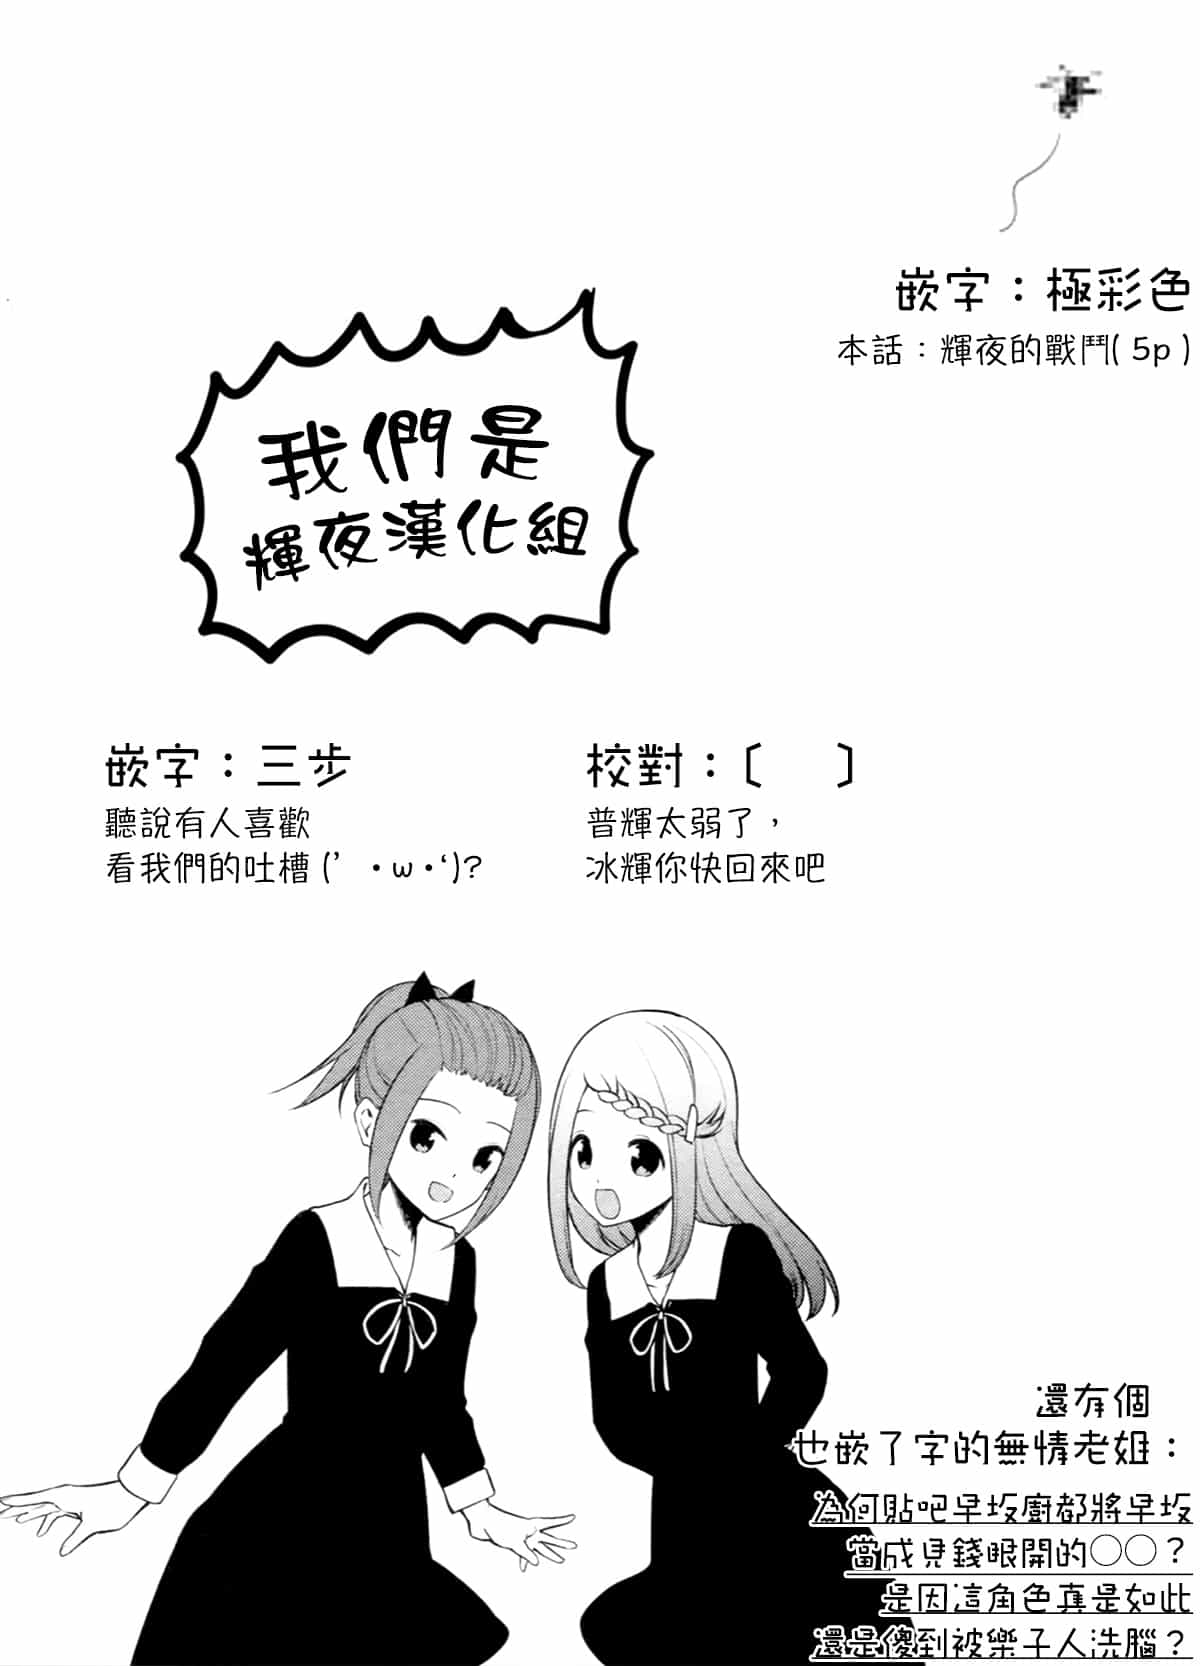 嵌字：極彩色
本話：輝夜的戰鬥( 5p )
我們是
輝夜漢化組
嵌字：三步
聽說有人喜歡
看我們的吐槽 (’・ω・‘)?
校對：〔　〕
普輝太弱了，
冰輝你快回來吧
還有個
也嵌了字的無情老姐：
為何貼吧早坂廚都將早坂
當成見錢眼開的〇〇？
是因這角色真是如此
還是傻到被樂子人洗腦？